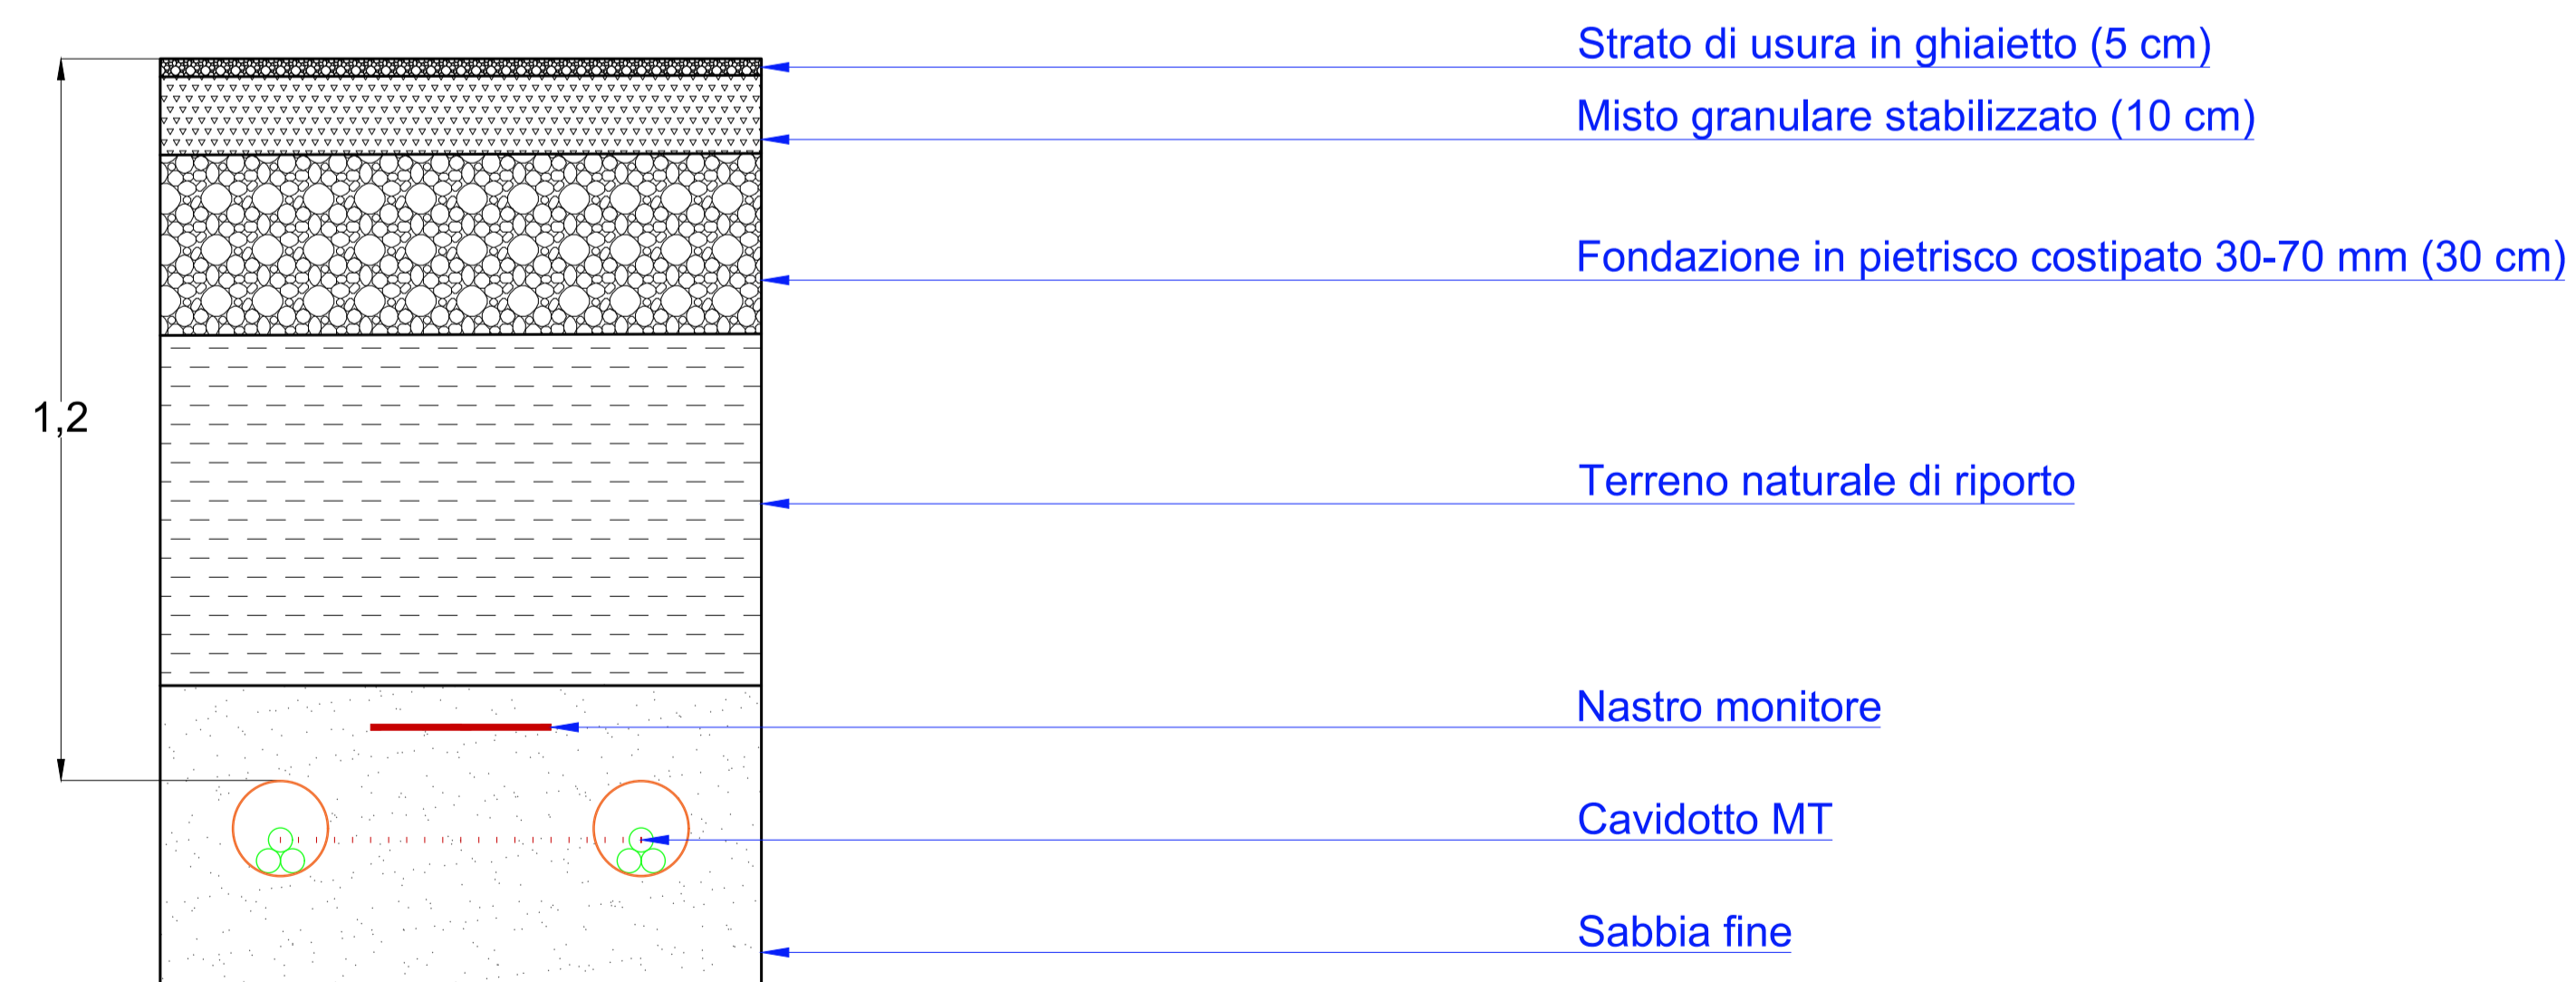 Strato di usura in ghiaietto (5 cm)
Misto granulare stabilizzato (10 cm)
Fondazione in pietrisco costipato 30-70 mm (30 cm)
1,2
Terreno naturale di riporto
Nastro monitore
Cavidotto MT
Sabbia fine